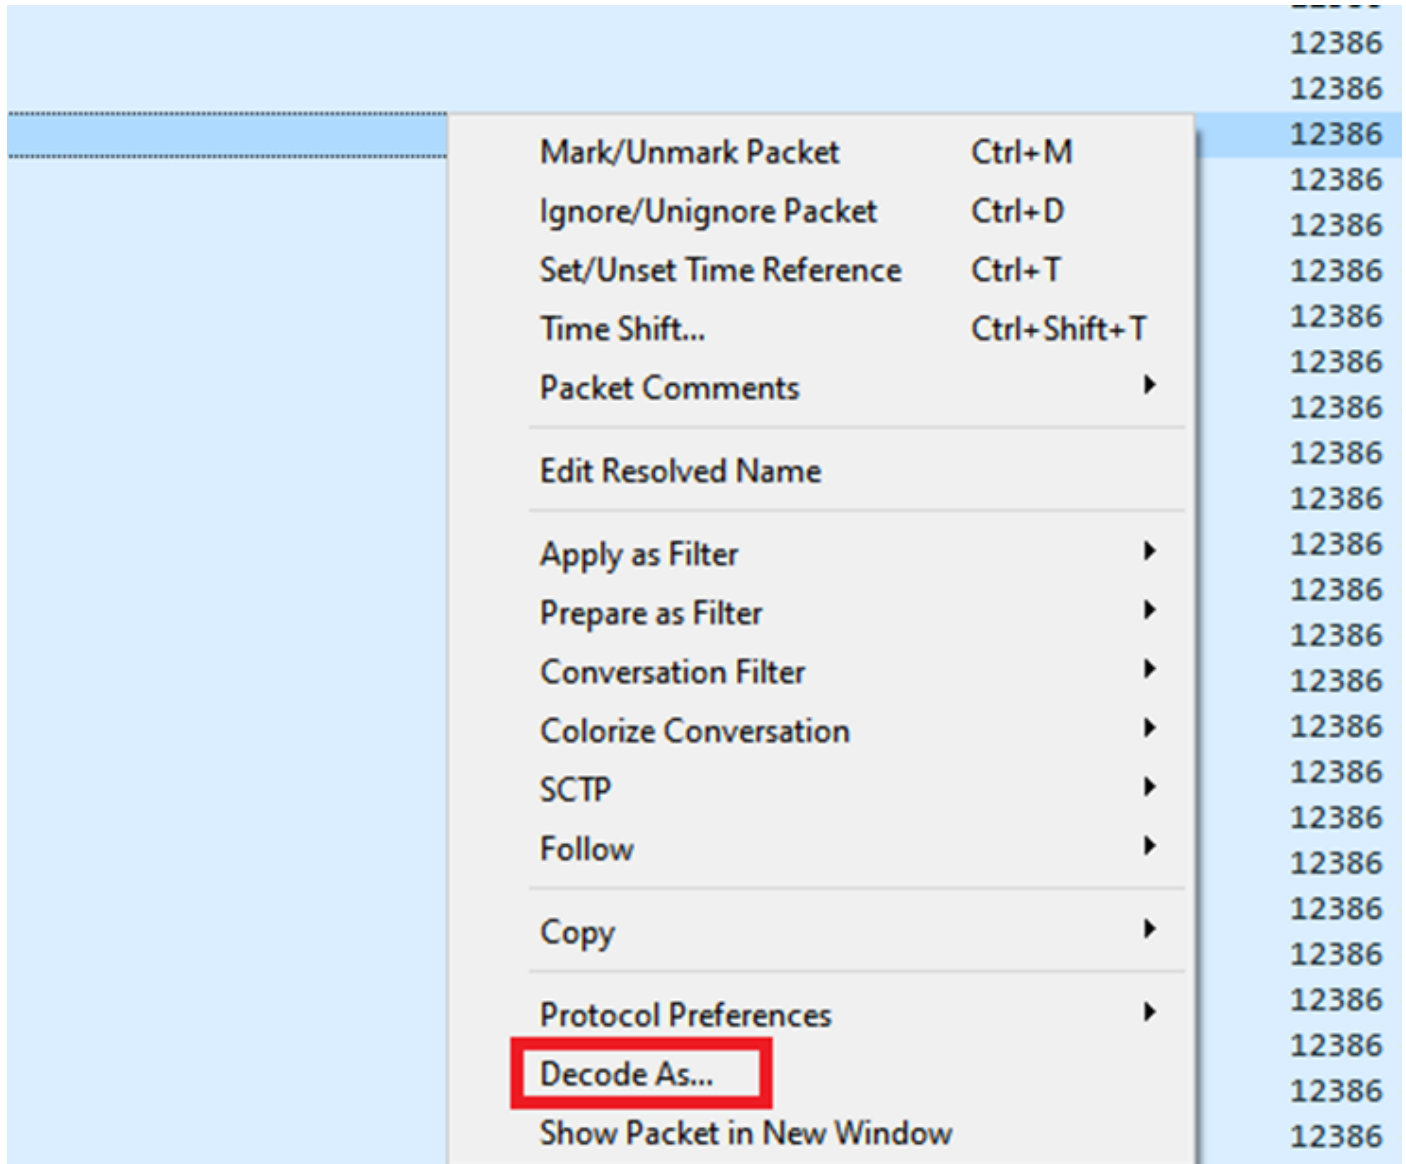 12386
12386
Mark/Unmark Packet Ctrl+M 12386
Ignore/Unignore Packet Ctrl+D 12386
12386
Set/Unset Time Reference Ctrl+T 12386
Time Shift... Ctrl+Shift+T 12386
12386
Packet Comments 12386
12386
Edit Resolved Name 12386
12386
Apply as Filter 12386
Prepare as Filter 12386
12386
Conversation Filter 12386
Colorize Conversation 12386
SCTP 12386
12386
Follow 12386
12386
Copy 12386
12386
Protocol Preferences 12386
Decode As... 12386
Show Packet in New Window 12386